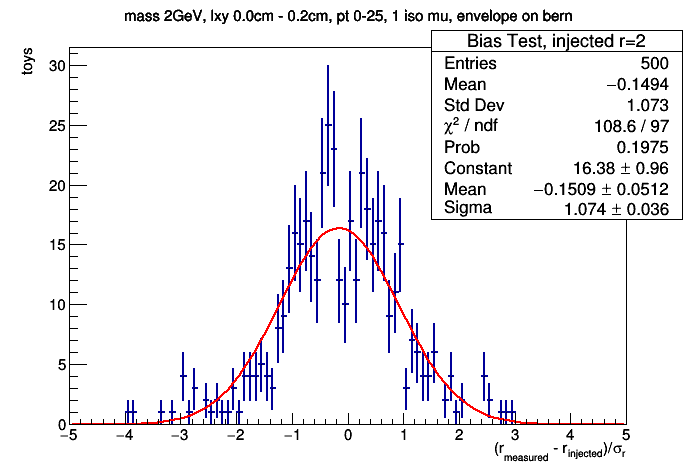 mass 2GeV, lxy 0.0cm - 0.2cm, pt 0-25, 1 iso mu, envelope on bern
Bias Test, injected r=2
Entries 500
Mean −0.1494
Std Dev 1.073
χ² / ndf 108.6 / 97
Prob 0.1975
Constant 16.38 ± 0.96
Mean −0.1509 ± 0.0512
Sigma 1.074 ± 0.036
toys
30
25
20
15
10
5
0
−5 −4 −3 −2 −1 0 1 2 3 4 5
(r_measured - r_injected)/σ_r